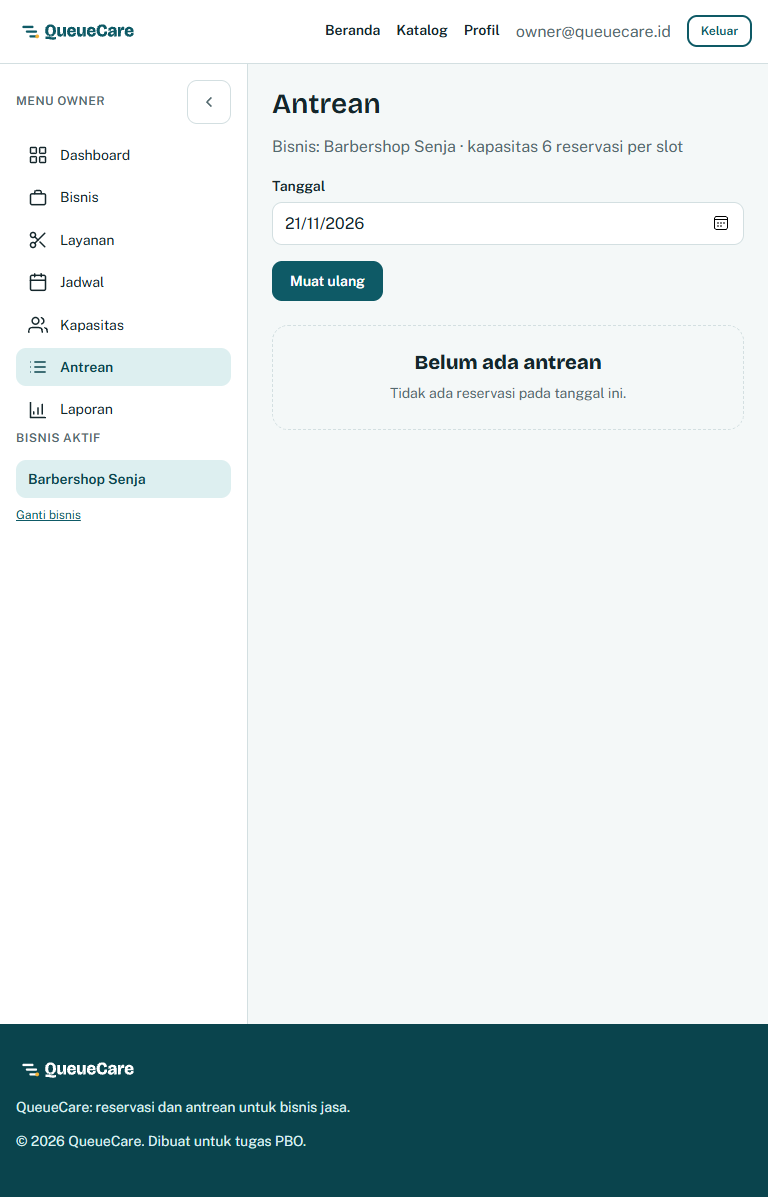 QueueCare
Beranda Katalog Profil owner@queuecare.id Keluar
MENU OWNER
Dashboard
Bisnis
Layanan
Jadwal
Kapasitas
Antrean
Laporan
BISNIS AKTIF
Barbershop Senja
Ganti bisnis
Antrean
Bisnis: Barbershop Senja · kapasitas 6 reservasi per slot
Tanggal
21/11/2026
Muat ulang
Belum ada antrean
Tidak ada reservasi pada tanggal ini.
QueueCare
QueueCare: reservasi dan antrean untuk bisnis jasa.
© 2026 QueueCare. Dibuat untuk tugas PBO.